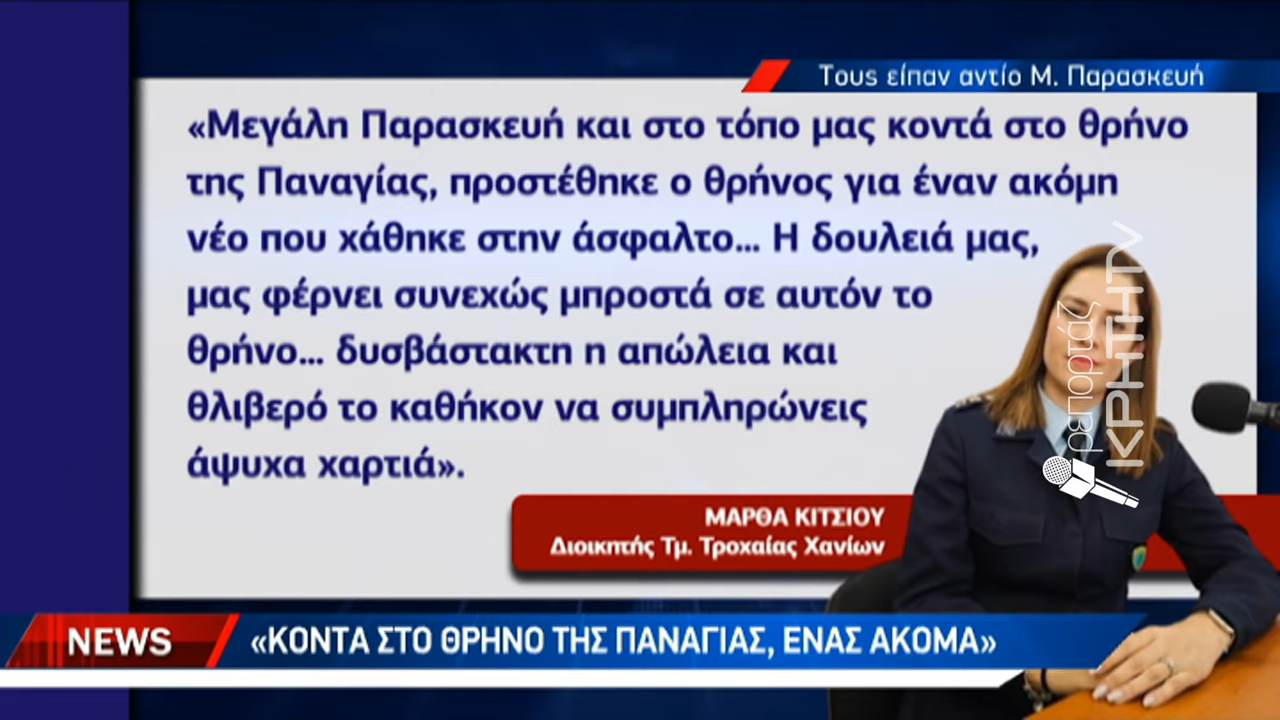 Τους είπαν αντίο Μ. Παρασκευή
«Μεγάλη Παρασκευή και στο τόπο μας κοντά στο θρήνο
της Παναγίας, προστέθηκε ο θρήνος για έναν ακόμη
νέο που χάθηκε στην άσφαλτο... Η δουλειά μας,
μας φέρνει συνεχώς μπροστά σε αυτόν το
θρήνο... δυσβάστακτη η απώλεια και
θλιβερό το καθήκον να συμπληρώνεις
άψυχα χαρτιά».
ρεπορτάζ
ΚΡΗΤΗTV
ΜΑΡΘΑ ΚΙΤΣΙΟΥ
Διοικητής Τμ. Τροχαίας Χανίων
NEWS
«ΚΟΝΤΑ ΣΤΟ ΘΡΗΝΟ ΤΗΣ ΠΑΝΑΓΙΑΣ, ΕΝΑΣ ΑΚΟΜΑ»